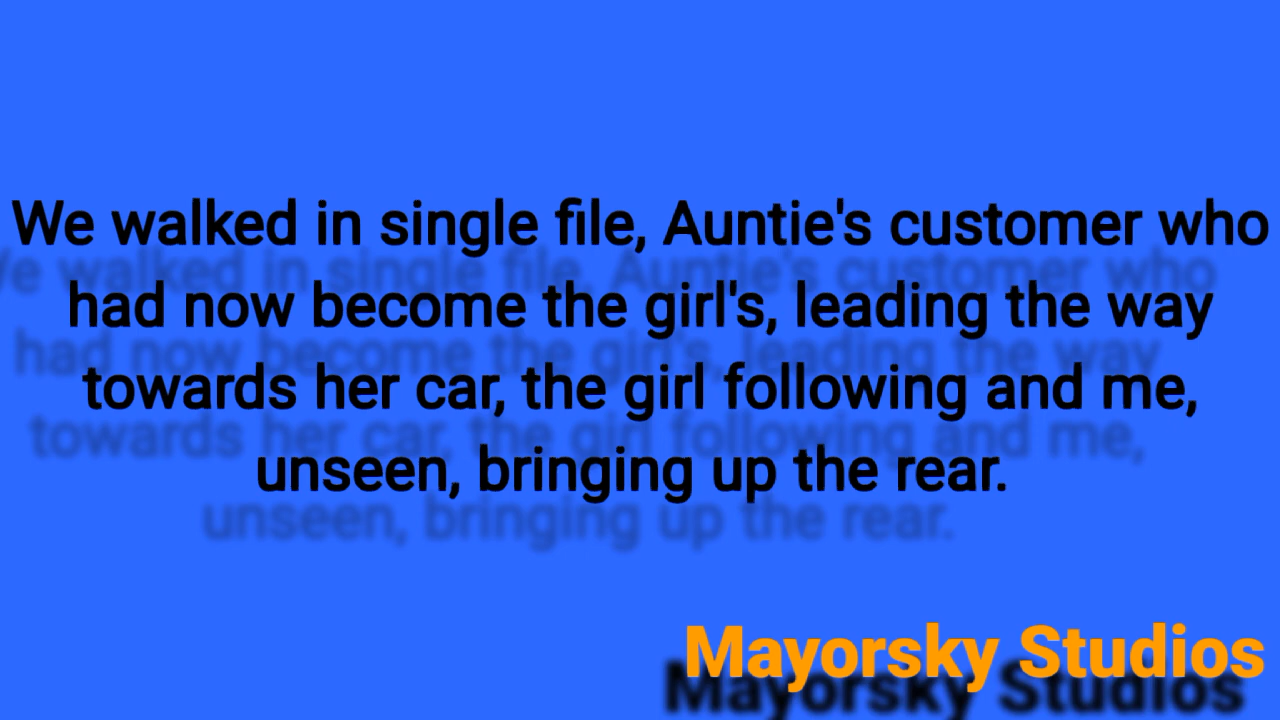 We walked in single file, Auntie's customer who
had now become the girl's, leading the way
towards her car, the girl following and me,
unseen, bringing up the rear.
Mayorsky Studios